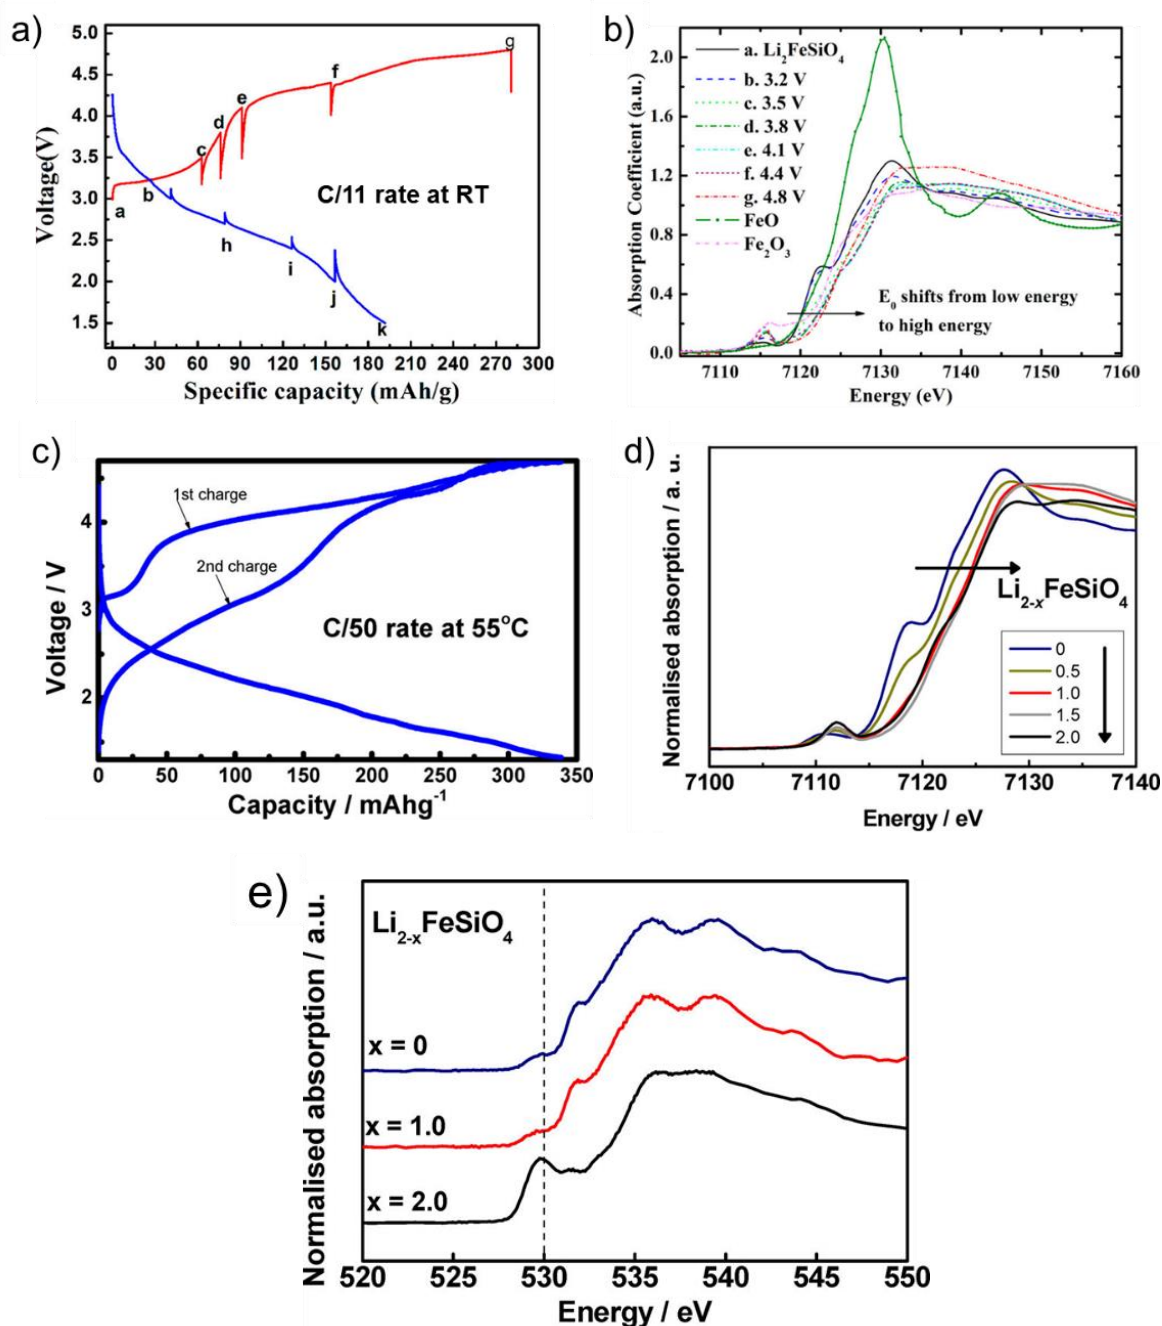 a)
5.0
4.5
4.0
3.5
3.0
2.5
2.0
1.5
Voltage(V)
a
b
c
d
e
f
g
h
i
j
k
C/11 rate at RT
0 30 60 90 120 150 180 210 240 270 300
Specific capacity (mAh/g)
b)
2.0
1.6
1.2
0.8
0.4
0.0
Absorption Coefficient (a.u.)
a. Li₂FeSiO₄
b. 3.2 V
c. 3.5 V
d. 3.8 V
e. 4.1 V
f. 4.4 V
g. 4.8 V
FeO
Fe₂O₃
E₀ shifts from low energy
to high energy
7110 7120 7130 7140 7150 7160
Energy (eV)
c)
4
3
2
Voltage / V
1st charge
2nd charge
C/50 rate at 55°C
0 50 100 150 200 250 300 350
Capacity / mAhg⁻¹
d)
Normalised absorption / a. u.
Li₂₋ₓFeSiO₄
0
0.5
1.0
1.5
2.0
7100 7110 7120 7130 7140
Energy / eV
e)
Normalised absorption / a.u.
Li₂₋ₓFeSiO₄
x = 0
x = 1.0
x = 2.0
520 525 530 535 540 545 550
Energy / eV